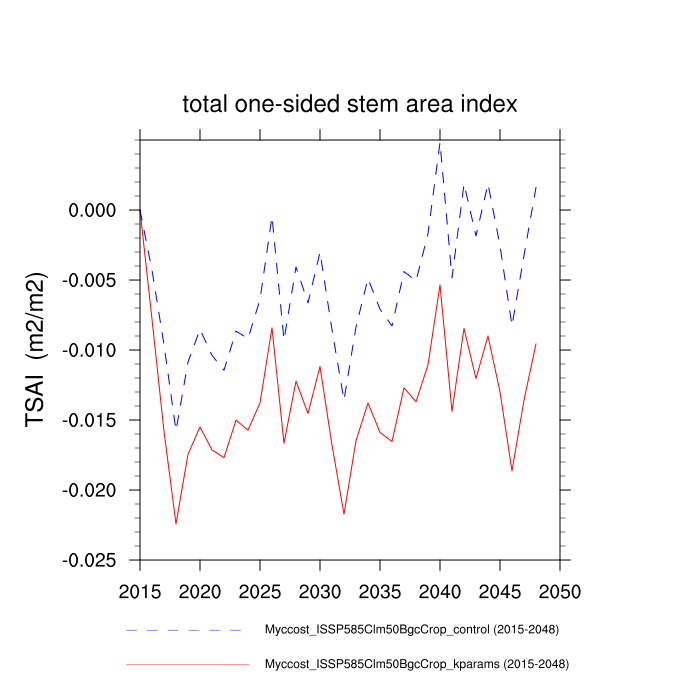 total one-sided stem area index
TSAI (m2/m2)
0.000
-0.005
-0.010
-0.015
-0.020
-0.025
2015 2020 2025 2030 2035 2040 2045 2050
Myccost_ISSP585Clm50BgcCrop_control (2015-2048)
Myccost_ISSP585Clm50BgcCrop_kparams (2015-2048)